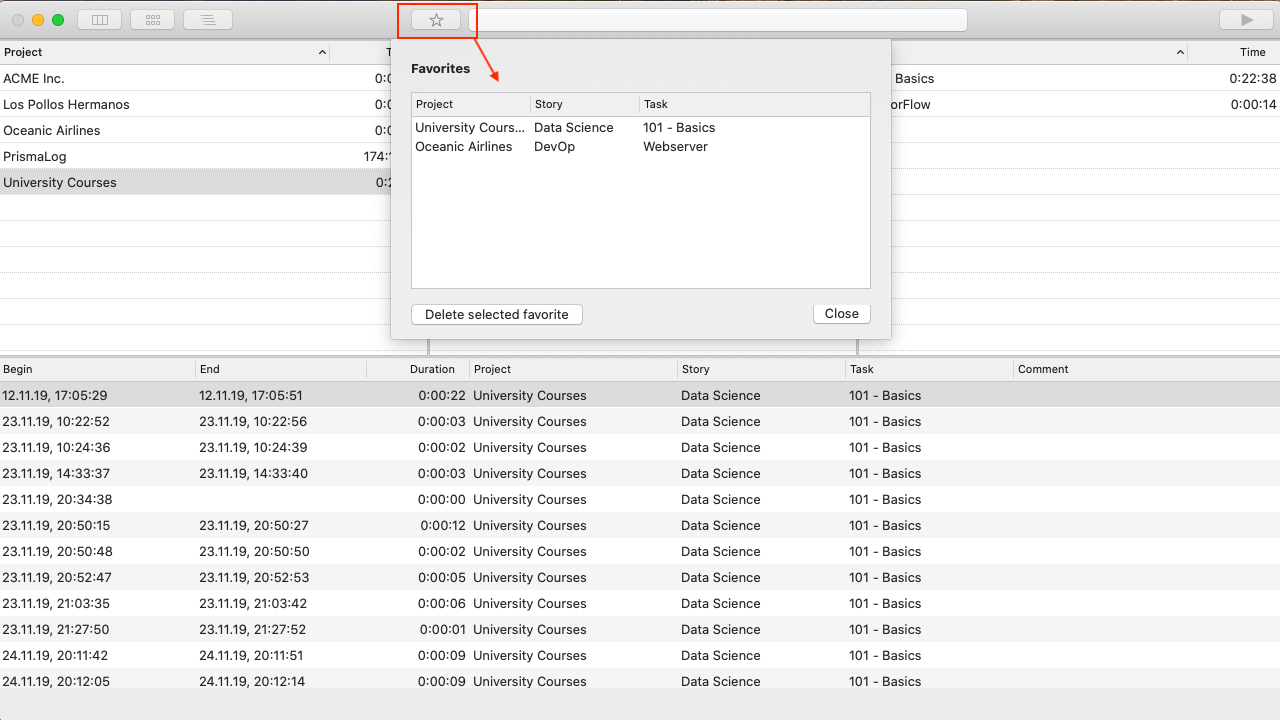 Project
Time
Favorites
Project Story Task
University Cours... Data Science 101 - Basics
Oceanic Airlines DevOp Webserver
Delete selected favorite
Close
ACME Inc.
Los Pollos Hermanos
Oceanic Airlines
PrismaLog
University Courses
Basics 0:22:38
0:00:14
Begin End Duration Project Story Task Comment
12.11.19, 17:05:29 12.11.19, 17:05:51 0:00:22 University Courses Data Science 101 - Basics
23.11.19, 10:22:52 23.11.19, 10:22:56 0:00:03 University Courses Data Science 101 - Basics
23.11.19, 10:24:36 23.11.19, 10:24:39 0:00:02 University Courses Data Science 101 - Basics
23.11.19, 14:33:37 23.11.19, 14:33:40 0:00:03 University Courses Data Science 101 - Basics
23.11.19, 20:34:38 0:00:00 University Courses Data Science 101 - Basics
23.11.19, 20:50:15 23.11.19, 20:50:27 0:00:12 University Courses Data Science 101 - Basics
23.11.19, 20:50:48 23.11.19, 20:50:50 0:00:02 University Courses Data Science 101 - Basics
23.11.19, 20:52:47 23.11.19, 20:52:53 0:00:05 University Courses Data Science 101 - Basics
23.11.19, 21:03:35 23.11.19, 21:03:42 0:00:06 University Courses Data Science 101 - Basics
23.11.19, 21:27:50 23.11.19, 21:27:52 0:00:01 University Courses Data Science 101 - Basics
24.11.19, 20:11:42 24.11.19, 20:11:51 0:00:09 University Courses Data Science 101 - Basics
24.11.19, 20:12:05 24.11.19, 20:12:14 0:00:09 University Courses Data Science 101 - Basics